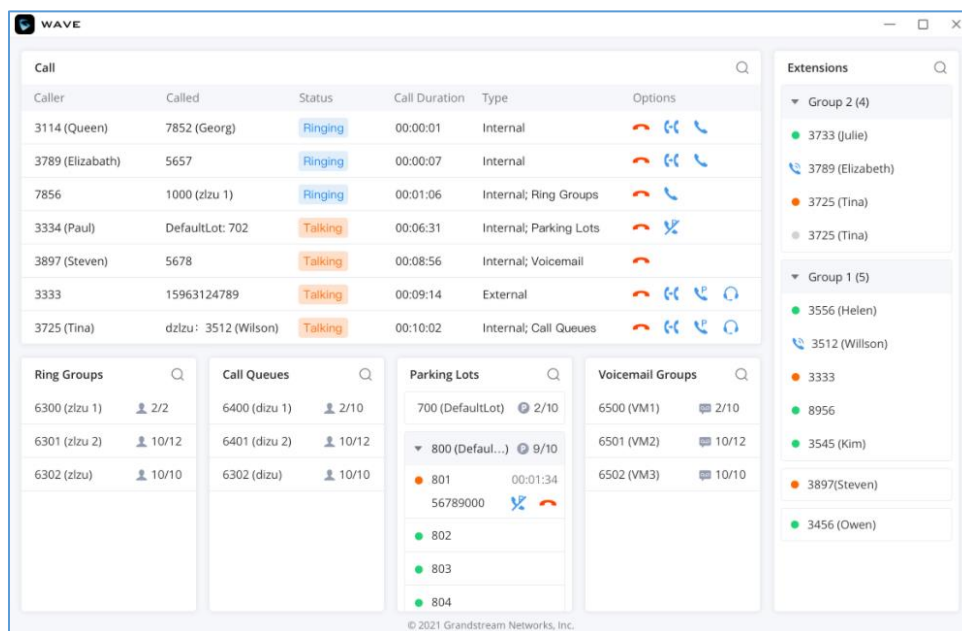 WAVE
Call
Caller Called Status Call Duration Type Options
3114 (Queen) 7852 (Georg) Ringing 00:00:01 Internal
3789 (Elizabath) 5657 Ringing 00:00:07 Internal
7856 1000 (zlzu 1) Ringing 00:01:06 Internal; Ring Groups
3334 (Paul) DefaultLot: 702 Talking 00:06:31 Internal; Parking Lots
3897 (Steven) 5678 Talking 00:08:56 Internal; Voicemail
3333 15963124789 Talking 00:09:14 External
3725 (Tina) dzlzu: 3512 (Wilson) Talking 00:10:02 Internal; Call Queues
Ring Groups
6300 (zlzu 1) 2/2
6301 (zlzu 2) 10/12
6302 (zlzu) 10/10
Call Queues
6400 (dizu 1) 2/10
6401 (dizu 2) 10/12
6302 (dizu) 10/10
Parking Lots
700 (DefaultLot) P 2/10
800 (Defaul...) P 9/10
801 00:01:34
56789000
802
803
804
Voicemail Groups
6500 (VM1) 2/10
6501 (VM2) 10/12
6502 (VM3) 10/10
Extensions
Group 2 (4)
3733 (Julie)
3789 (Elizabeth)
3725 (Tina)
3725 (Tina)
Group 1 (5)
3556 (Helen)
3512 (Willson)
3333
8956
3545 (Kim)
3897(Steven)
3456 (Owen)
© 2021 Grandstream Networks, Inc.